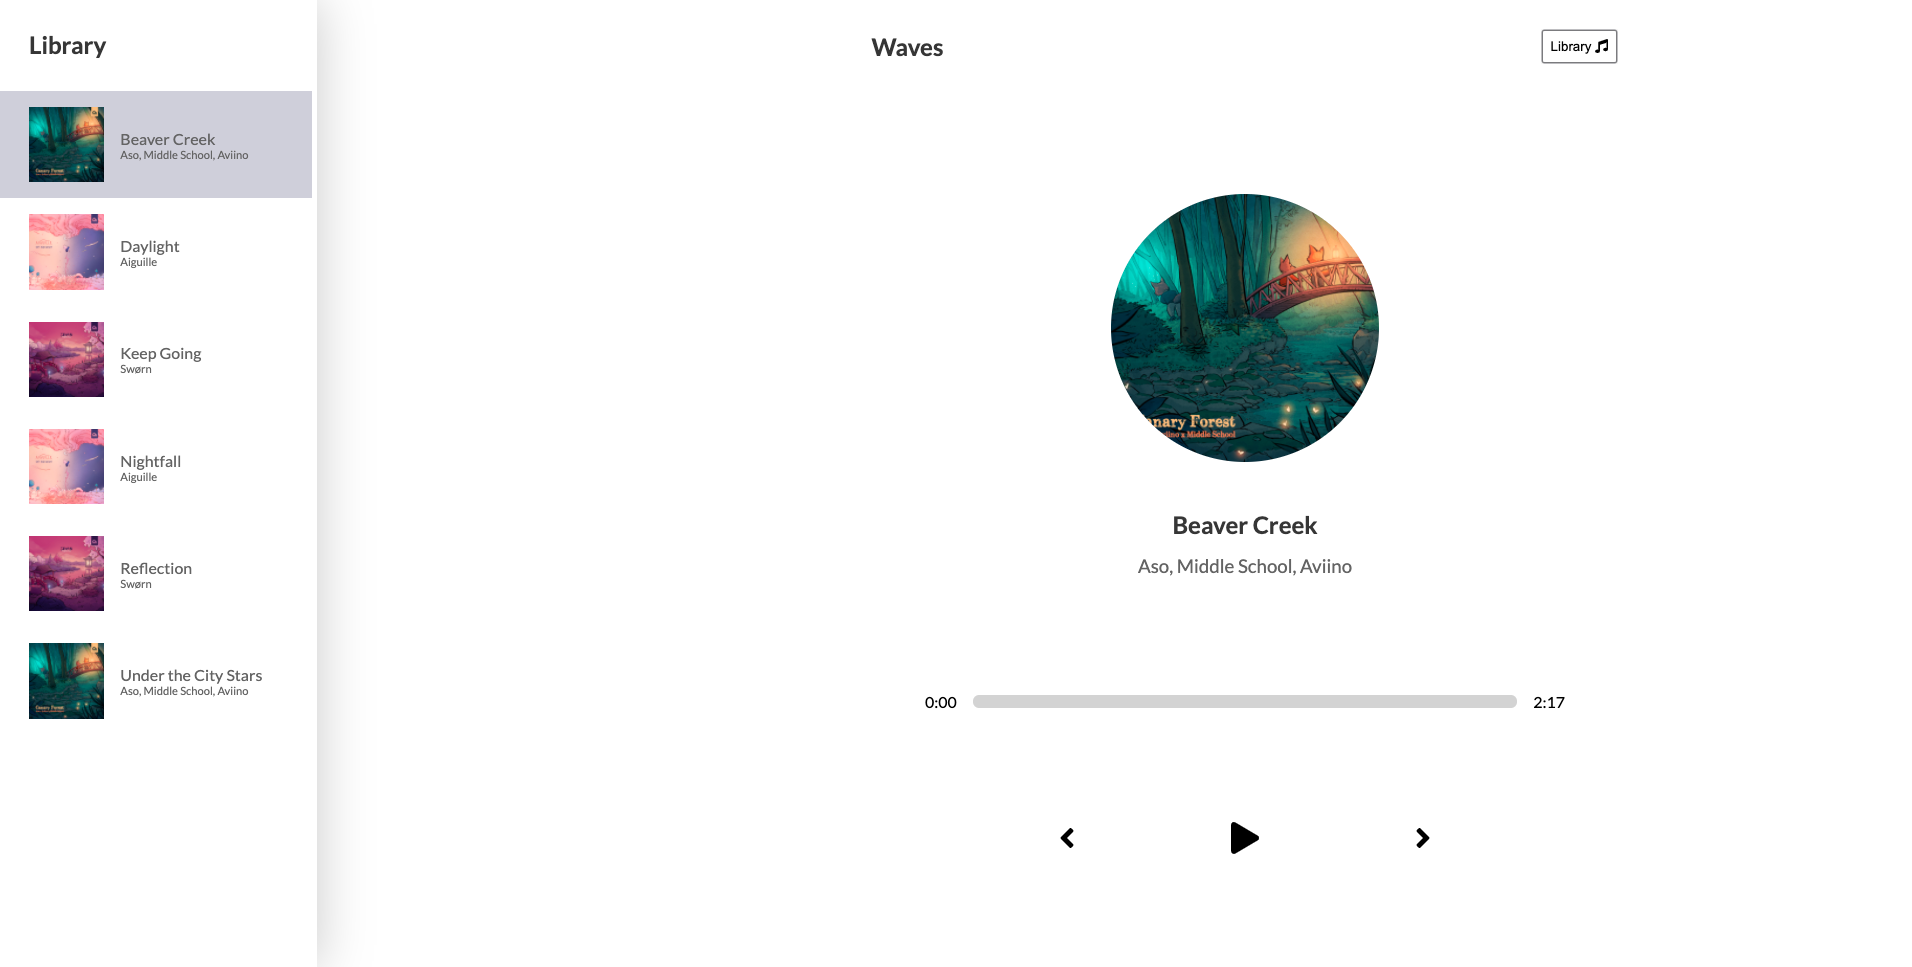 Library
Beaver Creek
Aso, Middle School, Aviino
Daylight
Aiguille
Keep Going
Swørn
Nightfall
Aiguille
Reflection
Swørn
Under the City Stars
Aso, Middle School, Aviino
Waves
Library
nary Forest
x Middle School
Beaver Creek
Aso, Middle School, Aviino
0:00
2:17